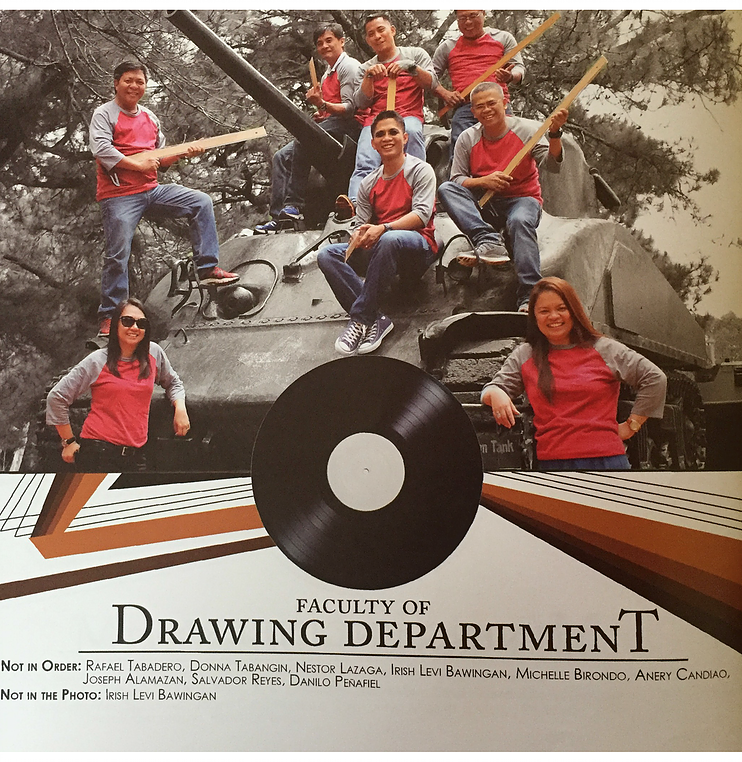 n Tank
FACULTY OF
DRAWING DEPARTMENT
NOT IN ORDER: RAFAEL TABADERO, DONNA TABANGIN, NESTOR LAZAGA, IRISH LEVI BAWINGAN, MICHELLE BIRONDO, ANERY CANDIAO,
JOSEPH ALAMAZAN, SALVADOR REYES, DANILO PEÑAFIEL
NOT IN THE PHOTO: IRISH LEVI BAWINGAN